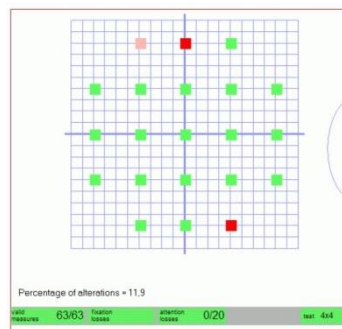 Percentage of alterations = 11,9
valid measures 63/63 fixation losses attention losses 0/20 test 4x4